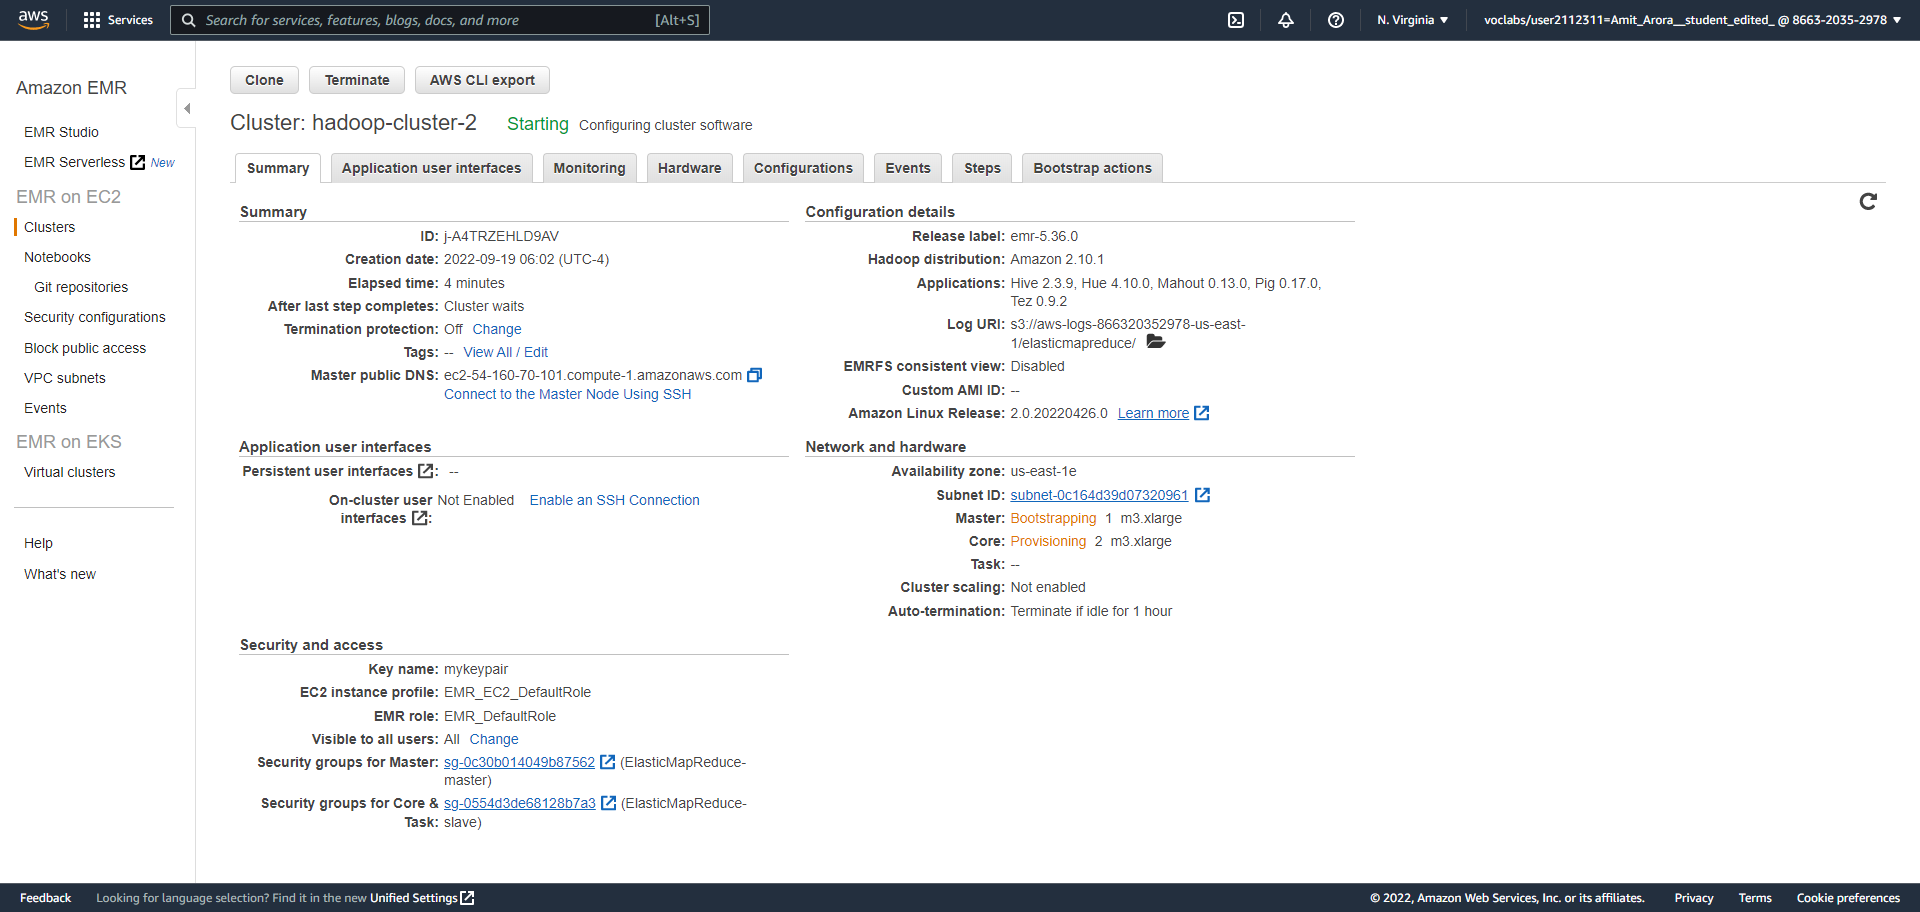 aws
Services
Search for services, features, blogs, docs, and more [Alt+S]
N. Virginia
voclabs/user2112311=Amit_Arora__student_edited_ @ 8663-2035-2978
Amazon EMR
EMR Studio
EMR Serverless New
EMR on EC2
Clusters
Notebooks
Git repositories
Security configurations
Block public access
VPC subnets
Events
EMR on EKS
Virtual clusters
Help
What's new
Clone Terminate AWS CLI export
Cluster: hadoop-cluster-2 Starting Configuring cluster software
Summary Application user interfaces Monitoring Hardware Configurations Events Steps Bootstrap actions
Summary
ID: j-A4TRZEHLD9AV
Creation date: 2022-09-19 06:02 (UTC-4)
Elapsed time: 4 minutes
After last step completes: Cluster waits
Termination protection: Off Change
Tags: -- View All / Edit
Master public DNS: ec2-54-160-70-101.compute-1.amazonaws.com
Connect to the Master Node Using SSH
Configuration details
Release label: emr-5.36.0
Hadoop distribution: Amazon 2.10.1
Applications: Hive 2.3.9, Hue 4.10.0, Mahout 0.13.0, Pig 0.17.0,
Tez 0.9.2
Log URI: s3://aws-logs-866320352978-us-east-
1/elasticmapreduce/
EMRFS consistent view: Disabled
Custom AMI ID: --
Amazon Linux Release: 2.0.20220426.0 Learn more
Application user interfaces
Persistent user interfaces : --
On-cluster user Not Enabled Enable an SSH Connection
interfaces :
Network and hardware
Availability zone: us-east-1e
Subnet ID: subnet-0c164d39d07320961
Master: Bootstrapping 1 m3.xlarge
Core: Provisioning 2 m3.xlarge
Task: --
Cluster scaling: Not enabled
Auto-termination: Terminate if idle for 1 hour
Security and access
Key name: mykeypair
EC2 instance profile: EMR_EC2_DefaultRole
EMR role: EMR_DefaultRole
Visible to all users: All Change
Security groups for Master: sg-0c30b014049b87562 (ElasticMapReduce-
master)
Security groups for Core & sg-0554d3de68128b7a3 (ElasticMapReduce-
Task: slave)
Feedback Looking for language selection? Find it in the new Unified Settings
© 2022, Amazon Web Services, Inc. or its affiliates. Privacy Terms Cookie preferences